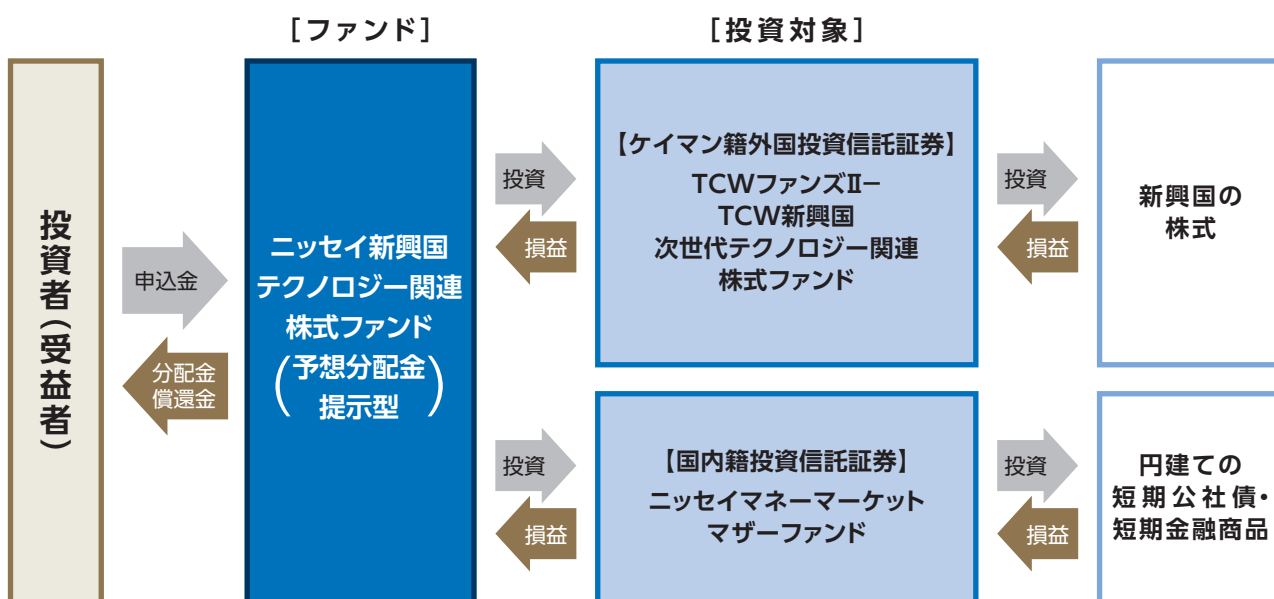 ［ファンド］
［投資対象］
投資者（受益者）
申込金
分配金
償還金
ニッセイ新興国
テクノロジー関連
株式ファンド
（予想分配金
提示型）
投資
損益
【ケイマン籍外国投資信託証券】
TCWファンズⅡー
TCW新興国
次世代テクノロジー関連
株式ファンド
投資
損益
新興国の
株式
投資
損益
【国内籍投資信託証券】
ニッセイマネーマーケット
マザーファンド
投資
損益
円建ての
短期公社債・
短期金融商品